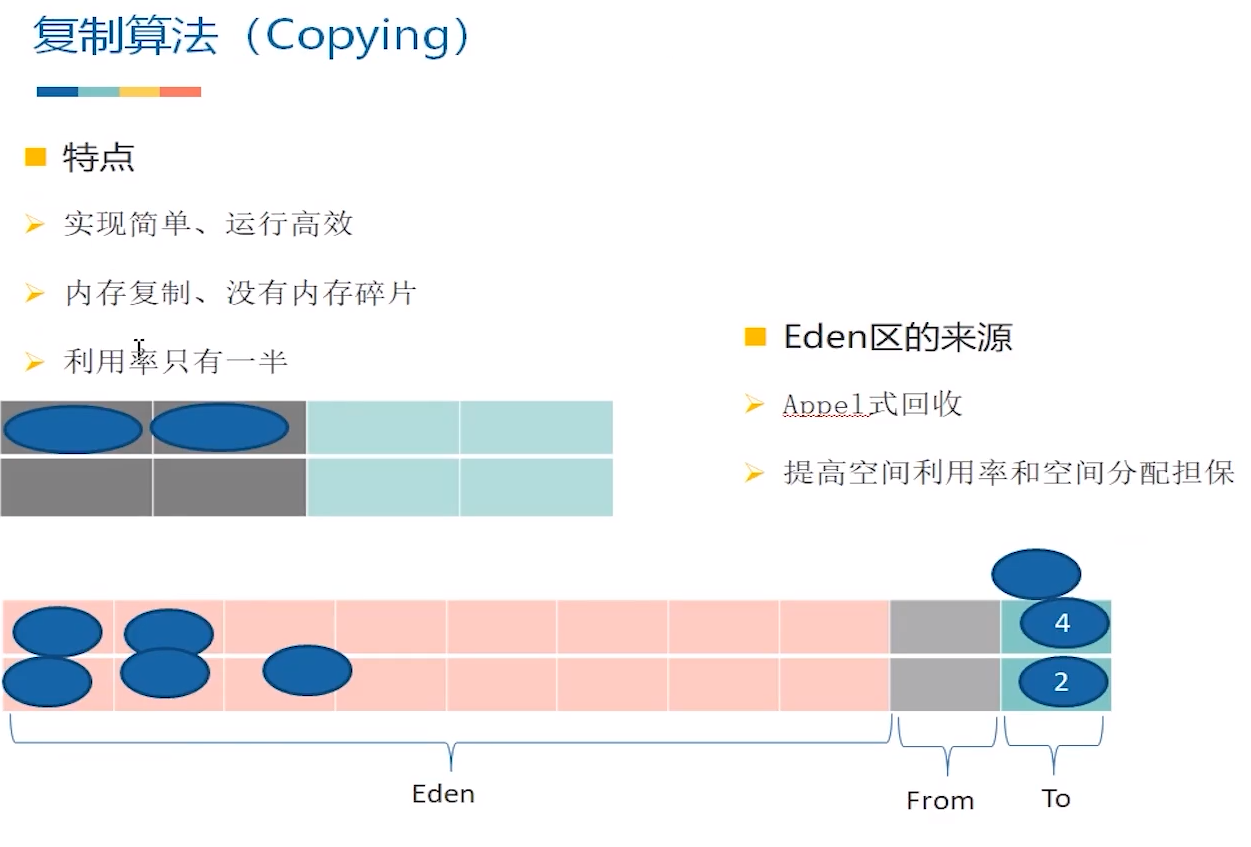 复制算法（Copying）
特点
实现简单、运行高效
内存复制、没有内存碎片
利用率只有一半
Eden区的来源
Appel式回收
提高空间利用率和空间分配担保
4
2
Eden
From
To